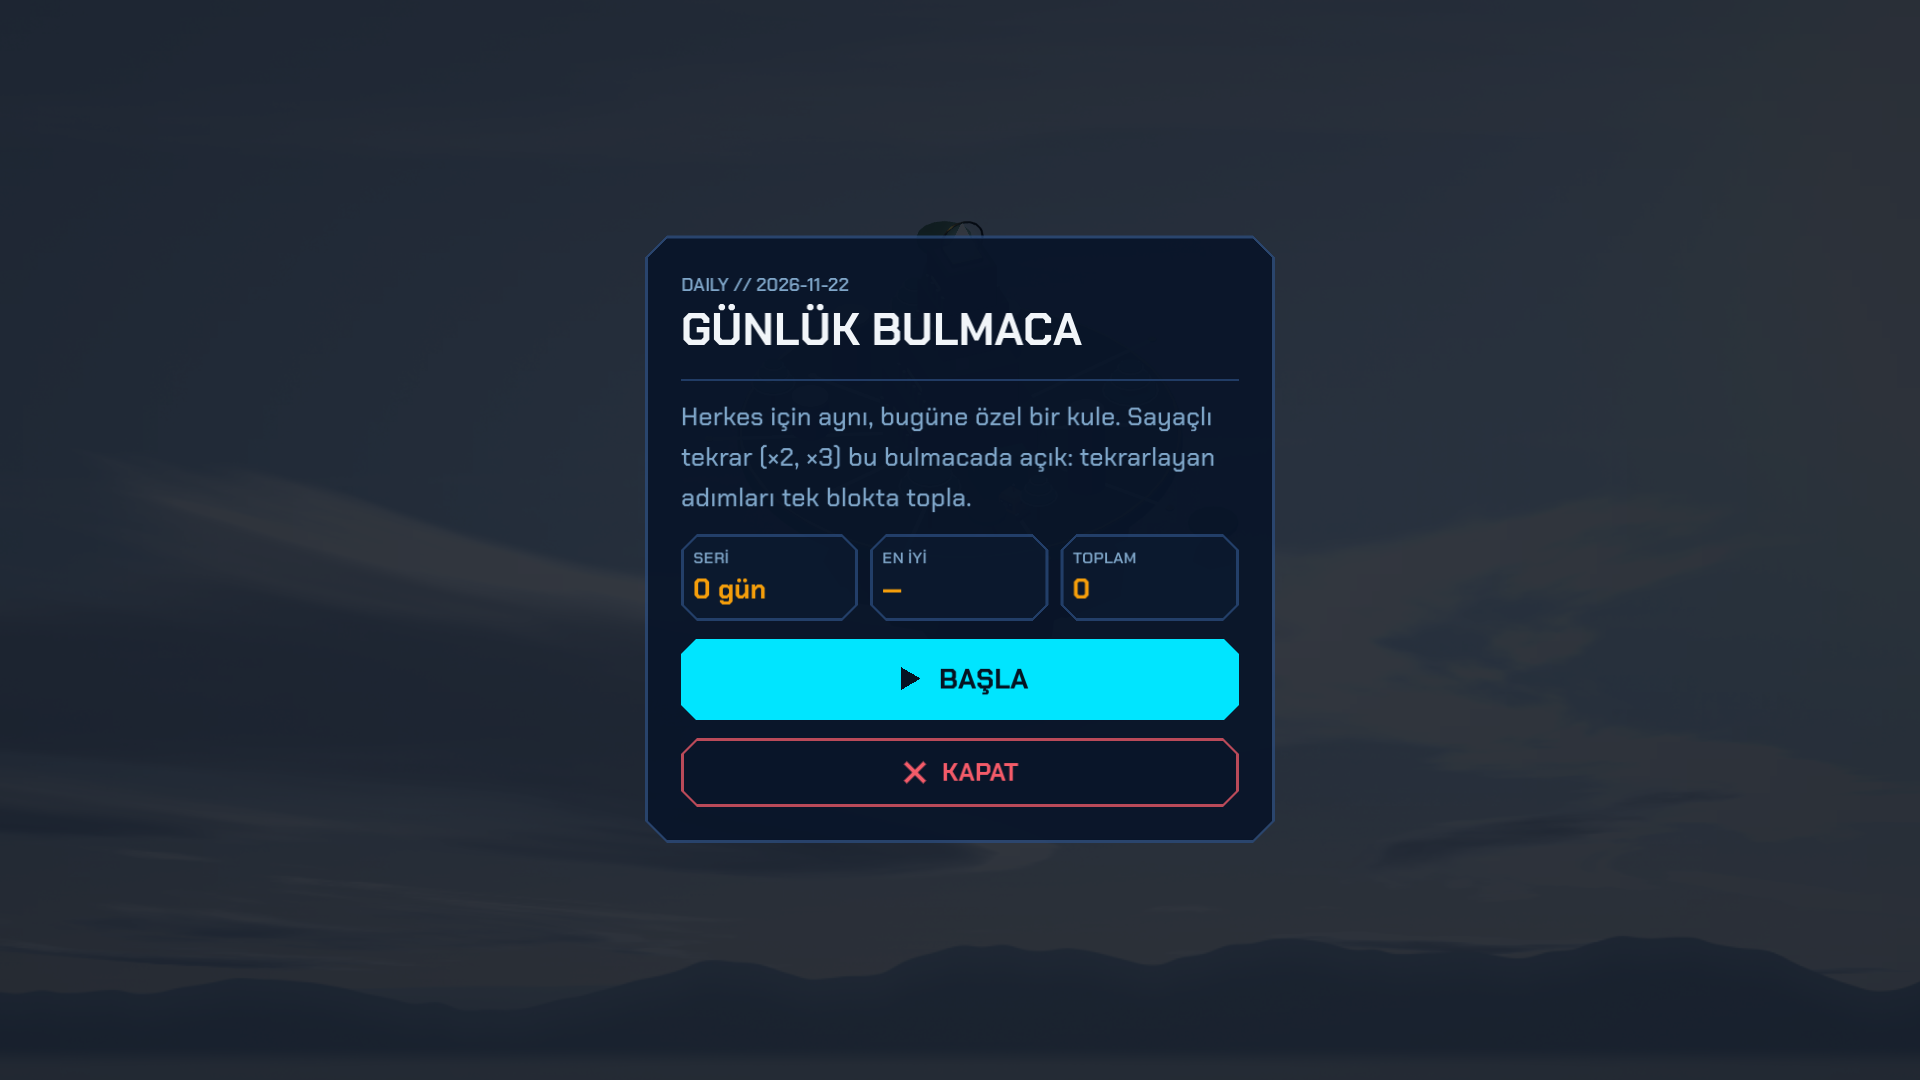 DAILY // 2026-11-22
GÜNLÜK BULMACA
Herkes için aynı, bugüne özel bir kule. Sayaçlı
tekrar (×2, ×3) bu bulmacada açık: tekrarlayan
adımları tek blokta topla.
SERİ
0 gün
EN İYİ
—
TOPLAM
0
BAŞLA
KAPAT